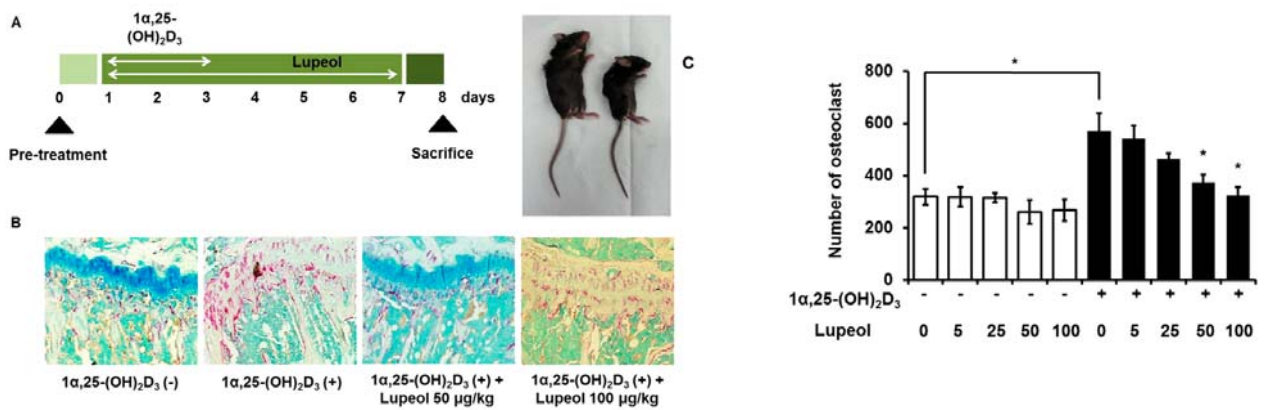 A
1α,25-
(OH)₂D₃
Lupeol
0 1 2 3 4 5 6 7 8 days
Pre-treatment
Sacrifice
B
1α,25-(OH)₂D₃ (-)
1α,25-(OH)₂D₃ (+)
1α,25-(OH)₂D₃ (+) +
Lupeol 50 µg/kg
1α,25-(OH)₂D₃ (+) +
Lupeol 100 µg/kg
C
Number of osteoclast
800
600
400
200
0
*
*
*
1α,25-(OH)₂D₃ - - - - - + + + + +
Lupeol 0 5 25 50 100 0 5 25 50 100